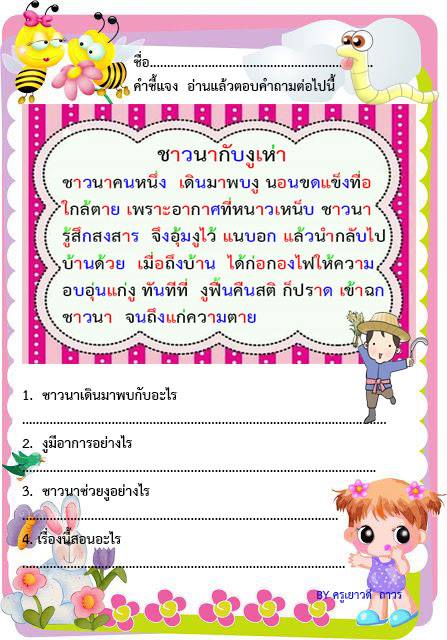 ชื่อ..........................................................
คำชี้แจง อ่านแล้วตอบคำถามต่อไปนี้
ชาวนากับงูเห่า
ชาวนาคนหนึ่ง เดินมาพบงู นอนขดแข็งทื่อ
ใกล้ตาย เพราะอากาศที่หนาวเหน็บ ชาวนา
รู้สึกสงสาร จึงอุ้มงูไว้ แนบอก แล้วนำกลับไป
บ้านด้วย เมื่อถึงบ้าน ได้ก่อกองไฟให้ความ
อบอุ่นแก่งู ทันทีที่ งูฟื้นคืนสติ ก็ปราด เข้าฉก
ชาวนา จนถึงแก่ความตาย
1. ชาวนาเดินมาพบกับอะไร
..........................................................................................
2. งูมีอาการอย่างไร
..........................................................................................
3. ชาวนาช่วยงูอย่างไร
..........................................................................................
4. เรื่องนี้สอนอะไร
..........................................................................................
BY ครูเยาวดี ถาวร